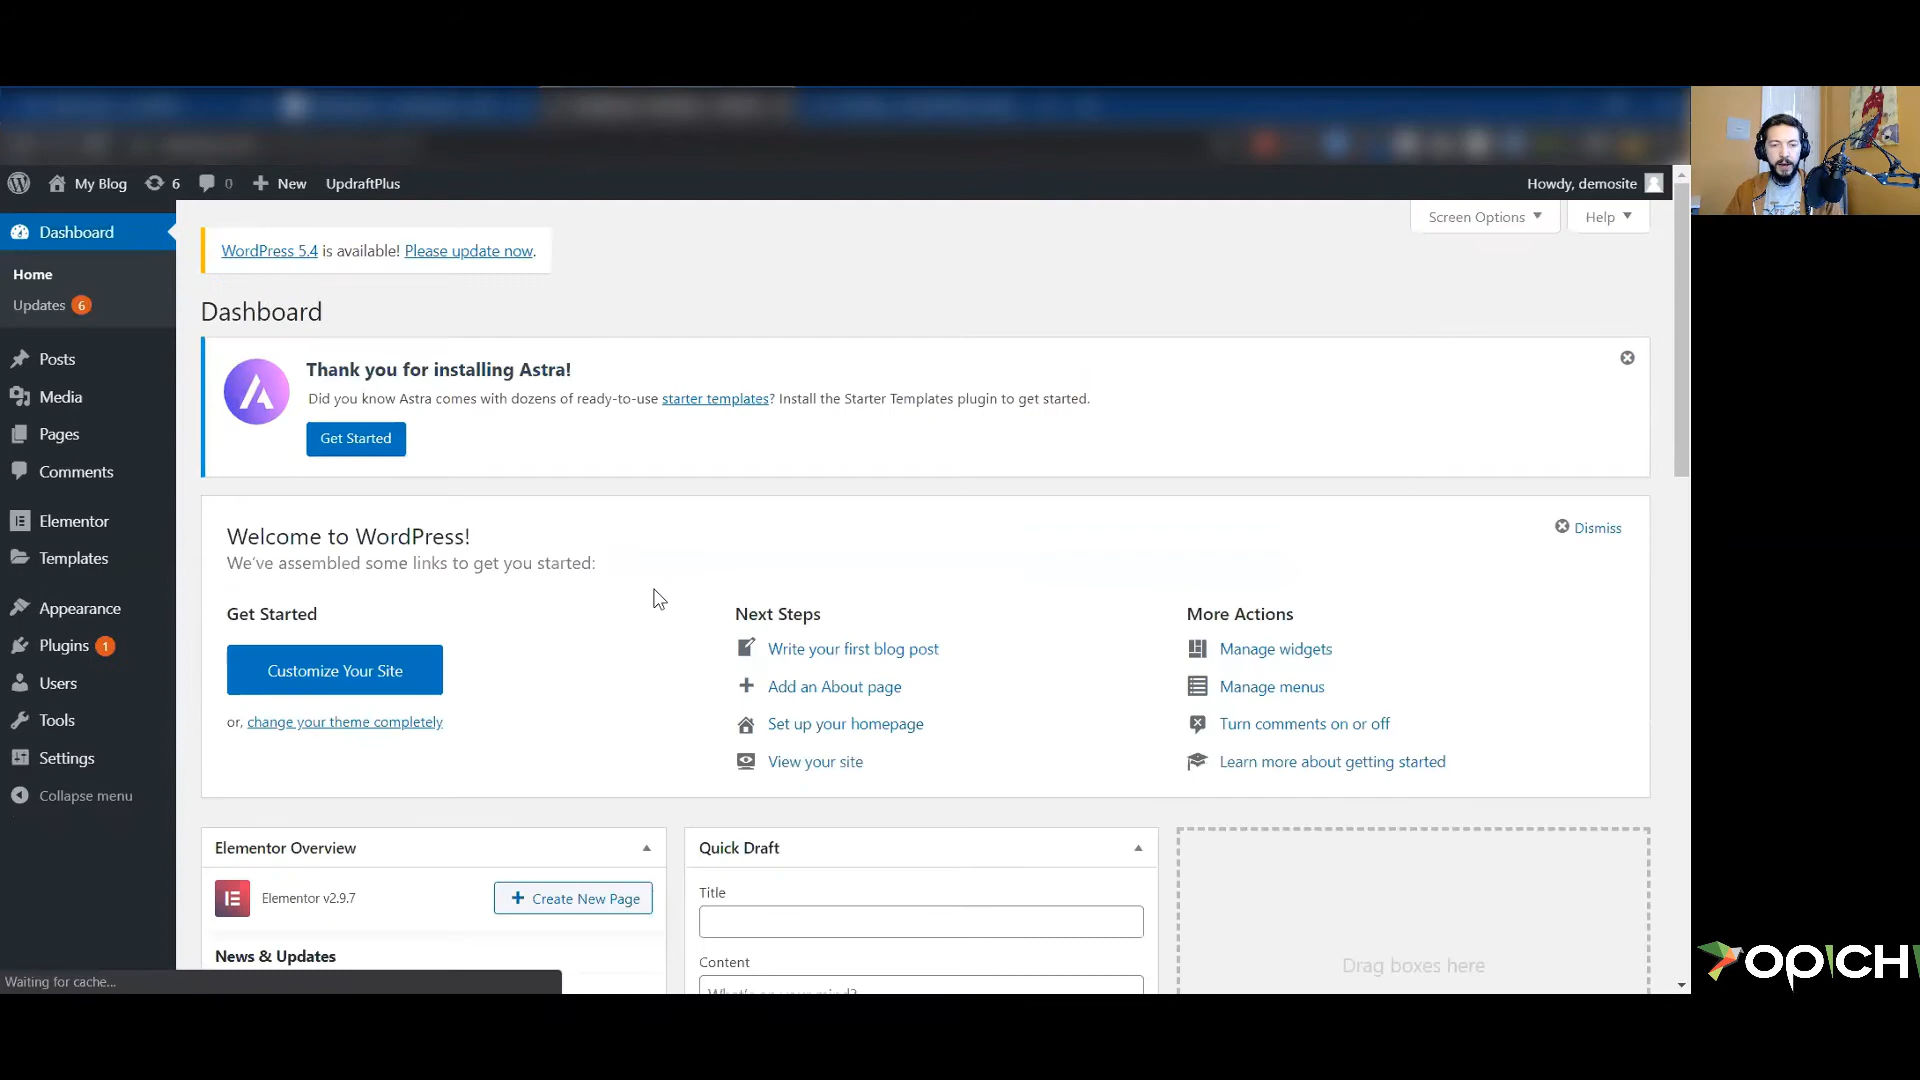 My Blog 6 0 New UpdraftPlus Howdy, demosite
Screen Options Help
Dashboard
Home
Updates 6
Posts
Media
Pages
Comments
Elementor
Templates
Appearance
Plugins 1
Users
Tools
Settings
Collapse menu
WordPress 5.4 is available! Please update now.
Dashboard
Thank you for installing Astra!
Did you know Astra comes with dozens of ready-to-use starter templates? Install the Starter Templates plugin to get started.
Get Started
Welcome to WordPress!
Dismiss
We've assembled some links to get you started:
Get Started
Customize Your Site
or, change your theme completely
Next Steps
Write your first blog post
Add an About page
Set up your homepage
View your site
More Actions
Manage widgets
Manage menus
Turn comments on or off
Learn more about getting started
Elementor Overview
Elementor v2.9.7
Create New Page
News & Updates
Quick Draft
Title
Content
What's on your mind?
Drag boxes here
Waiting for cache...